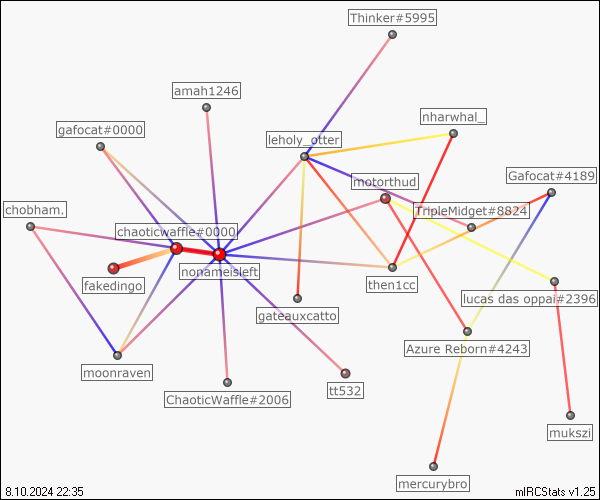 Thinker#5995
amah1246
nharwhal_
gafocat#0000
leholy_otter
motorthud
Gafocat#4189
chobham.
TripleMidget#8824
chaoticwaffle#0000
nonameisleft
fakedingo
then1cc
lucas das oppai#2396
gateauxcatto
Azure Reborn#4243
moonraven
tt532
ChaoticWaffle#2006
mukszi
mercurybro
8.10.2024 22:35
mIRCStats v1.25